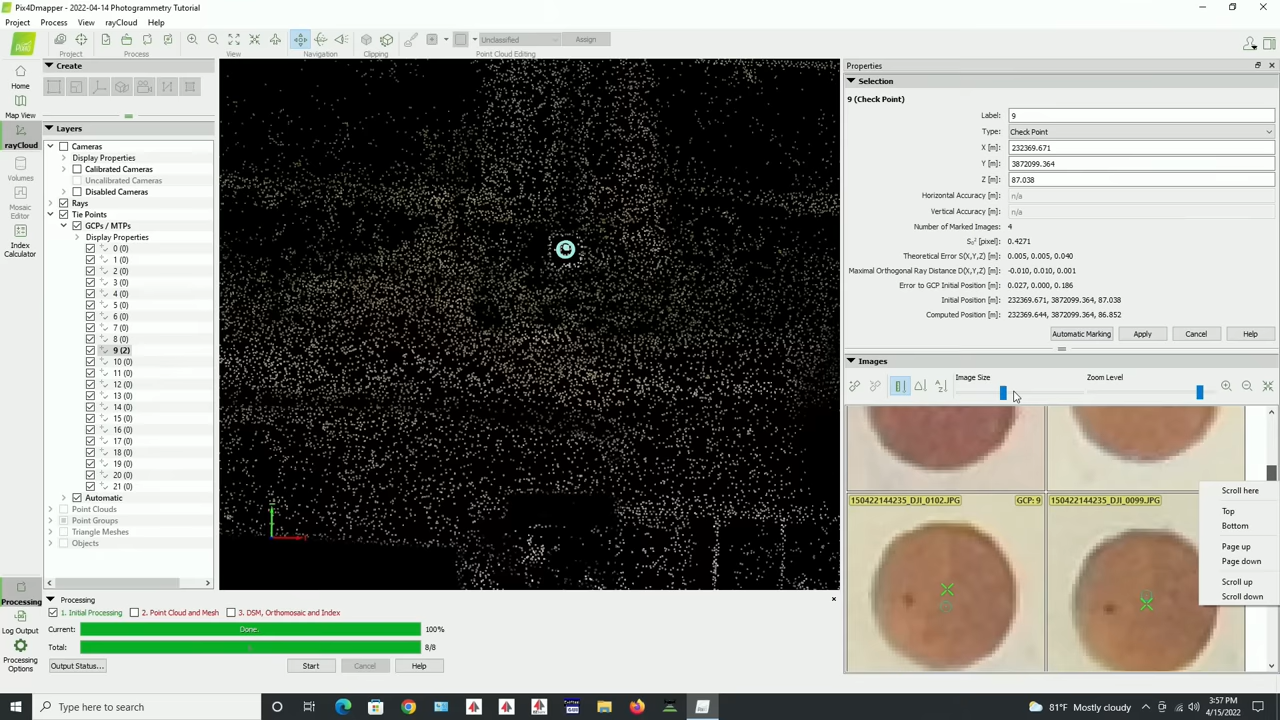 Pix4Dmapper - 2022-04-14 Photogrammetry Tutorial
Project Process View rayCloud Help
Project
Process
View
Navigation
Clipping
Unclassified
Assign
Point Cloud Editing
Home
Map View
rayCloud
Volumes
Mosaic
Editor
Index
Calculator
Processing
Log Output
Processing
Options
Create
Layers
Cameras
Display Properties
Calibrated Cameras
Uncalibrated Cameras
Disabled Cameras
Rays
Tie Points
GCPs / MTPs
Display Properties
0 (0)
1 (0)
2 (0)
3 (0)
4 (0)
5 (0)
6 (0)
7 (0)
8 (0)
9 (2)
10 (0)
11 (0)
12 (0)
13 (0)
14 (0)
15 (0)
16 (0)
17 (0)
18 (0)
19 (0)
20 (0)
21 (0)
Automatic
Point Clouds
Point Groups
Triangle Meshes
Objects
Properties
Selection
9 (Check Point)
Label: 9
Type: Check Point
X [m]: 232369.671
Y [m]: 3872099.364
Z [m]: 87.038
Horizontal Accuracy [m]: n/a
Vertical Accuracy [m]: n/a
Number of Marked Images: 4
S₀² [pixel]: 0.4271
Theoretical Error S(X,Y,Z) [m]: 0.005, 0.005, 0.040
Maximal Orthogonal Ray Distance D(X,Y,Z) [m]: -0.010, 0.010, 0.001
Error to GCP Initial Position [m]: 0.027, 0.000, 0.186
Initial Position [m]: 232369.671, 3872099.364, 87.038
Computed Position [m]: 232369.644, 3872099.364, 86.852
Automatic Marking Apply Cancel Help
Images
Image Size Zoom Level
150422144235_DJI_0102.JPG GCP: 9 150422144235_DJI_0099.JPG
Scroll here
Top
Bottom
Page up
Page down
Scroll up
Scroll down
Processing
1. Initial Processing 2. Point Cloud and Mesh 3. DSM, Orthomosaic and Index
Current: Done. 100%
Total: 8/8
Output Status... Start Cancel Help
Type here to search
81°F Mostly cloudy
3:57 PM
4/15/2022